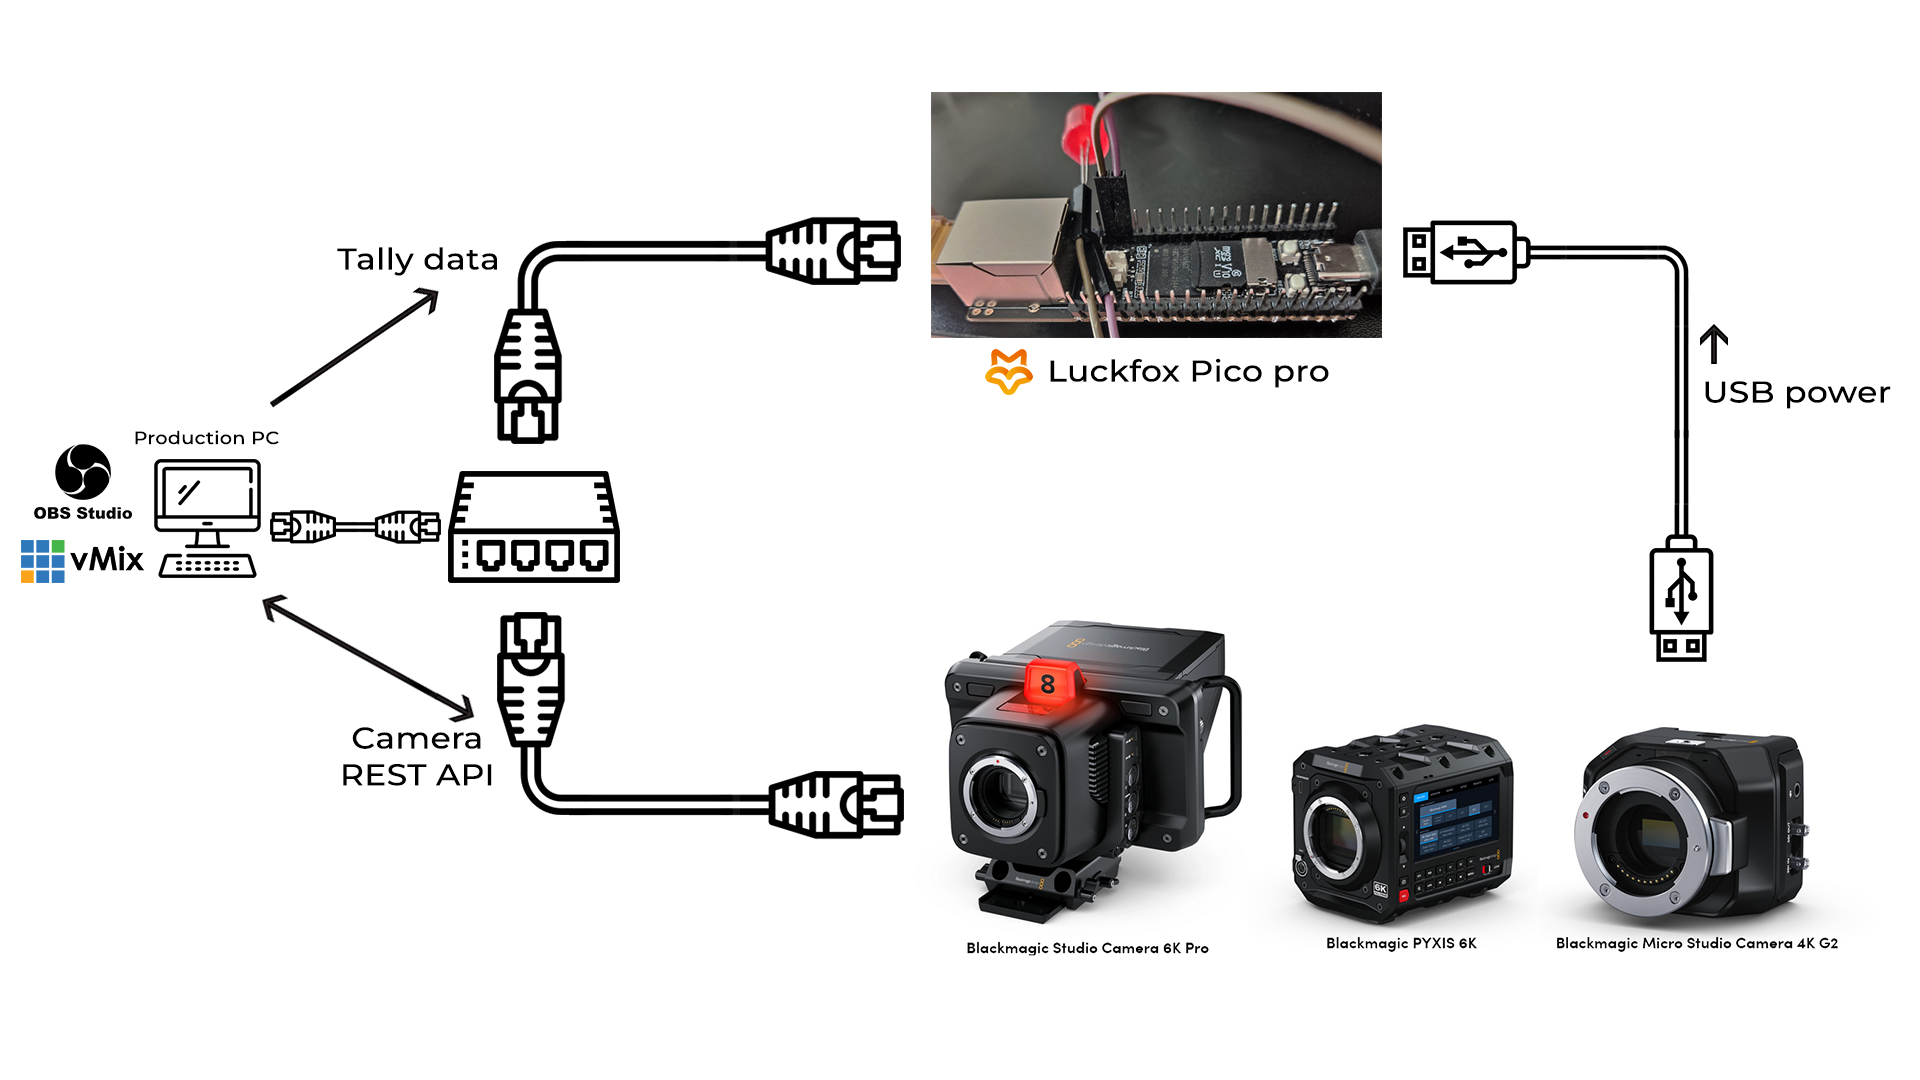 Tally data
Luckfox Pico pro
USB power
Production PC
OBS Studio
vMix
Camera
REST API
8
6K
Blackmagic Studio Camera 6K Pro
Blackmagic PYXIS 6K
Blackmagic Micro Studio Camera 4K G2